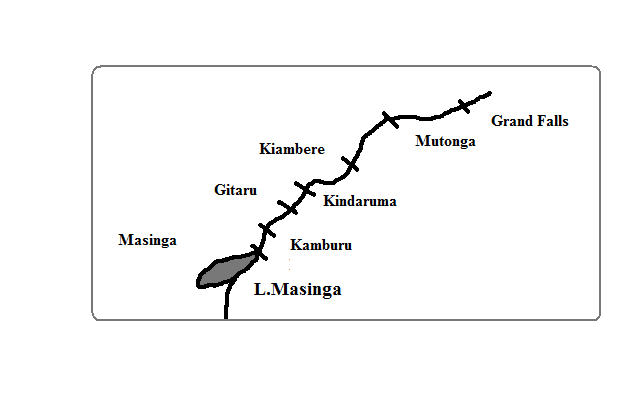 Grand Falls
Mutonga
Kiambere
Gitaru
Kindaruma
Masinga
Kamburu
L.Masinga